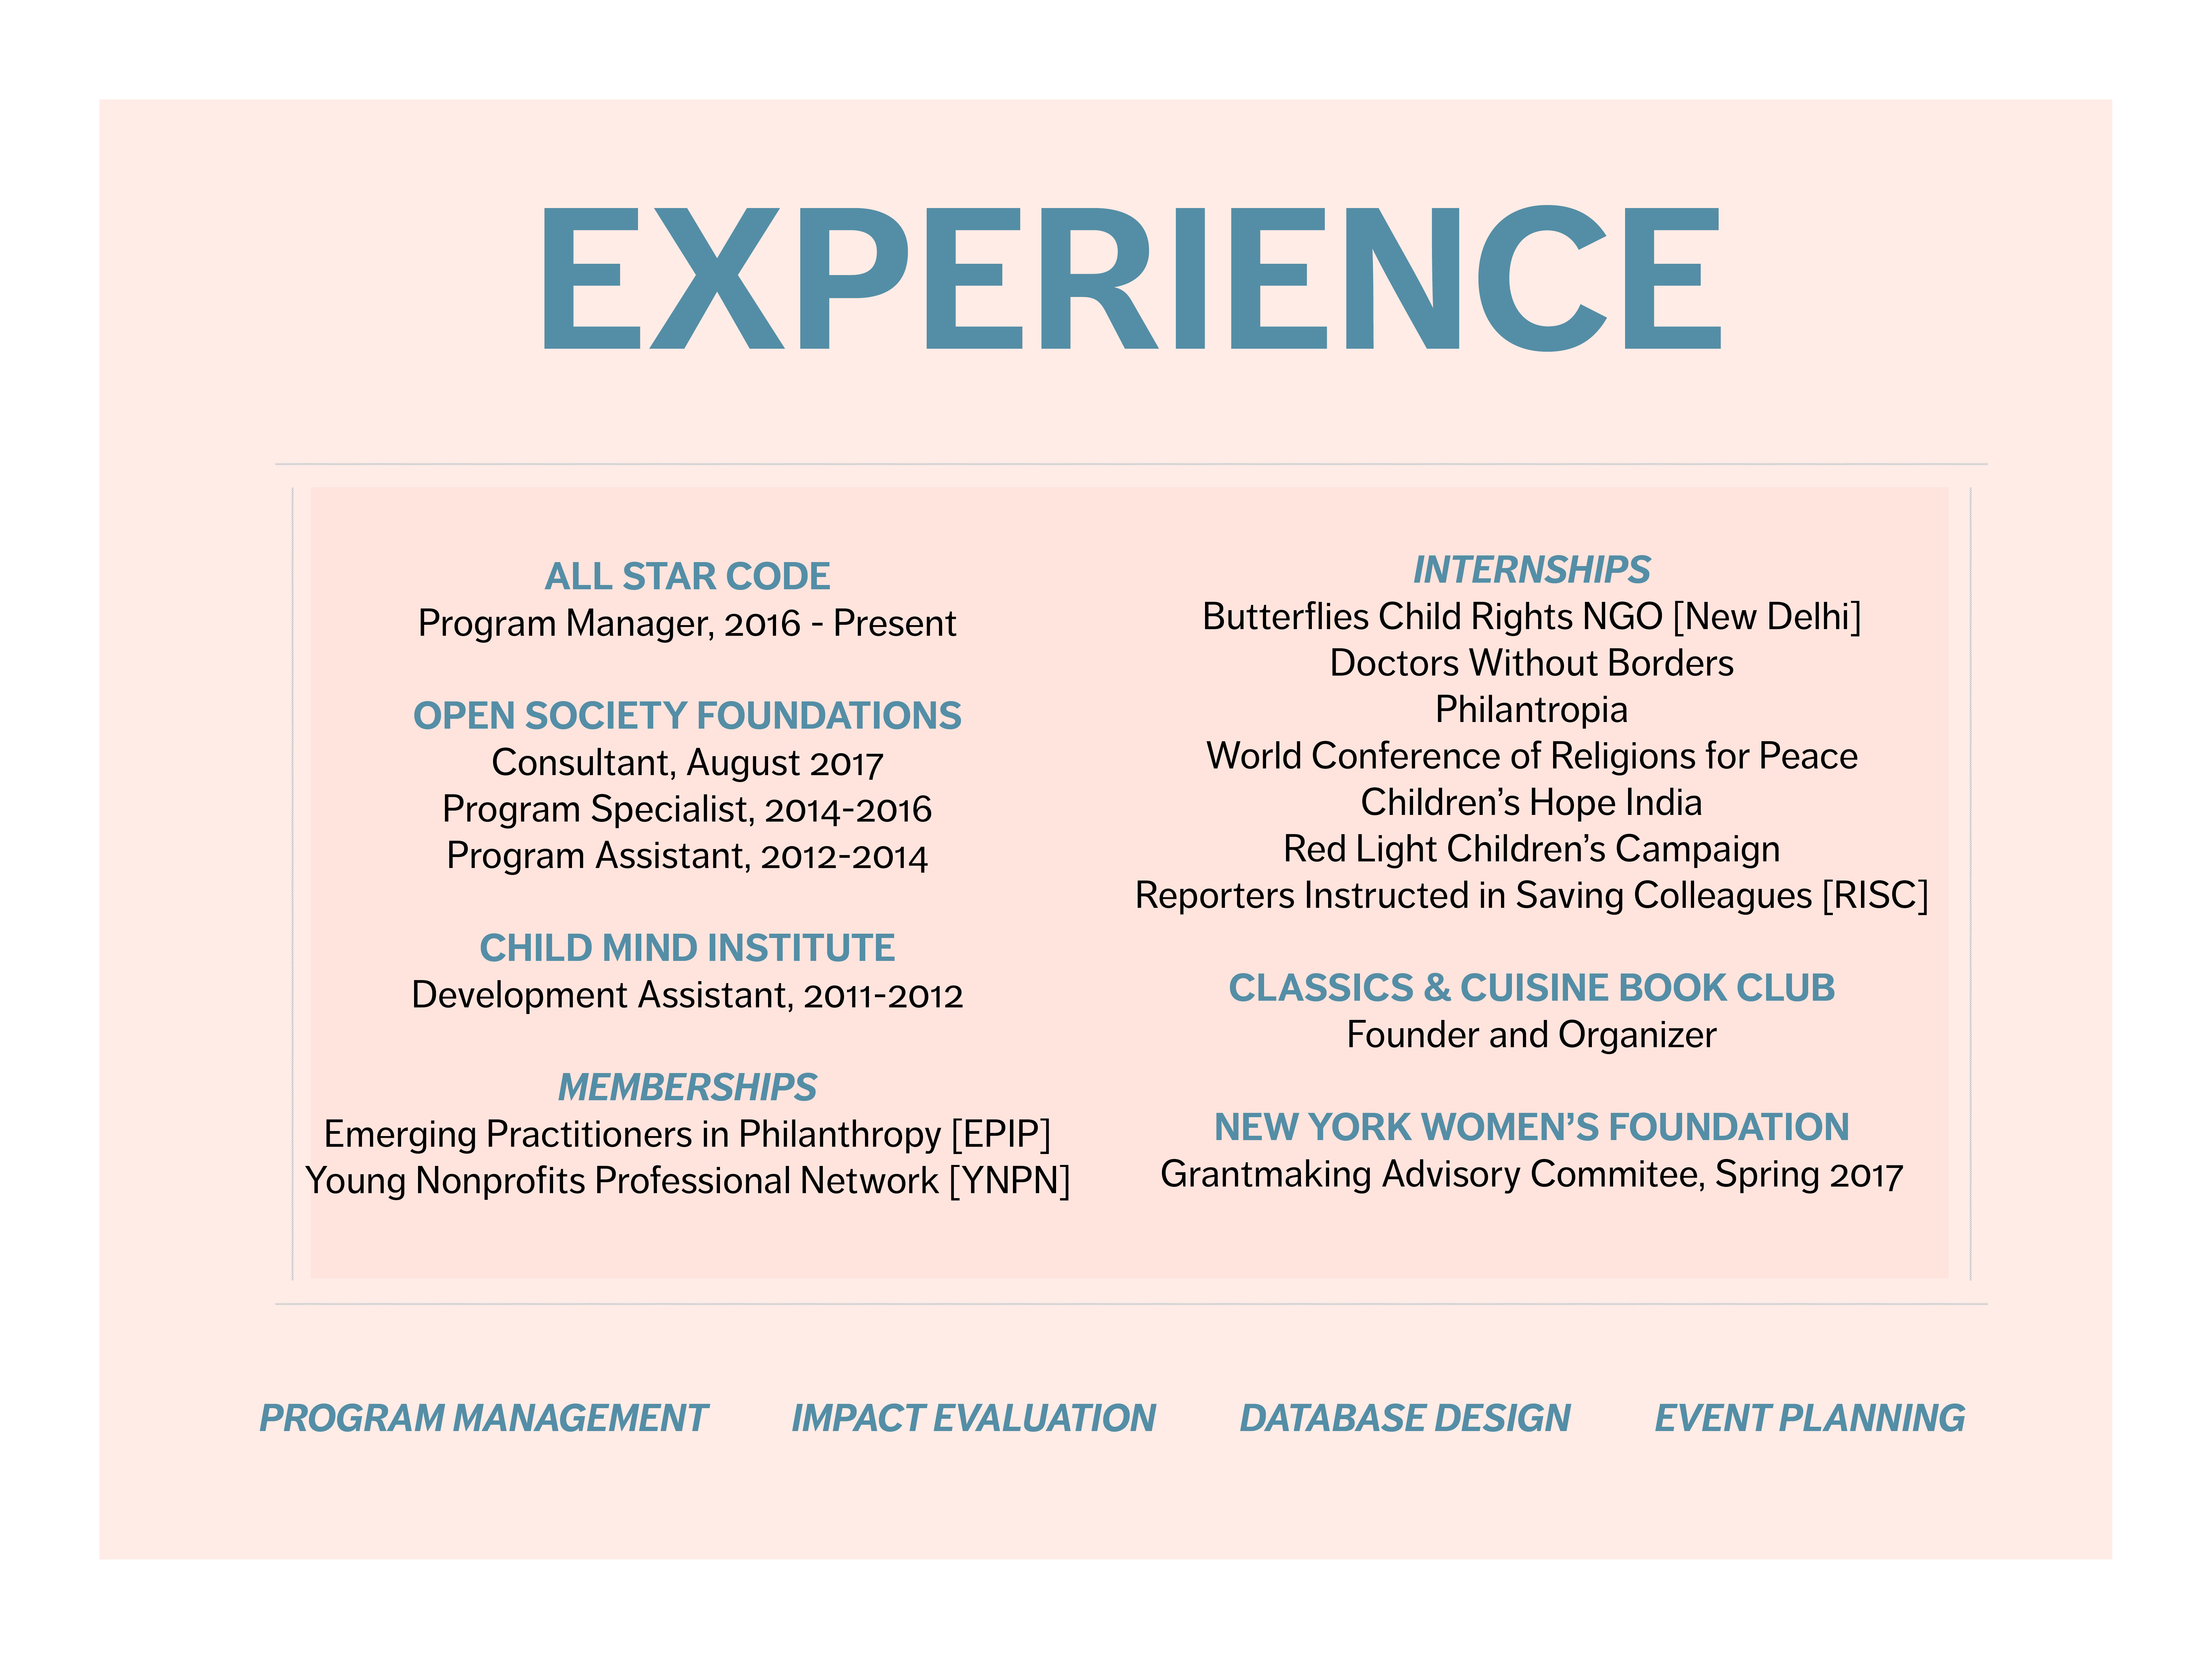 EXPERIENCE
ALL STAR CODE
Program Manager, 2016 - Present
OPEN SOCIETY FOUNDATIONS
Consultant, August 2017
Program Specialist, 2014-2016
Program Assistant, 2012-2014
CHILD MIND INSTITUTE
Development Assistant, 2011-2012
MEMBERSHIPS
Emerging Practitioners in Philanthropy [EPIP]
Young Nonprofits Professional Network [YNPN]
INTERNSHIPS
Butterflies Child Rights NGO [New Delhi]
Doctors Without Borders
Philantropia
World Conference of Religions for Peace
Children’s Hope India
Red Light Children’s Campaign
Reporters Instructed in Saving Colleagues [RISC]
CLASSICS & CUISINE BOOK CLUB
Founder and Organizer
NEW YORK WOMEN’S FOUNDATION
Grantmaking Advisory Commitee, Spring 2017
PROGRAM MANAGEMENT IMPACT EVALUATION DATABASE DESIGN EVENT PLANNING